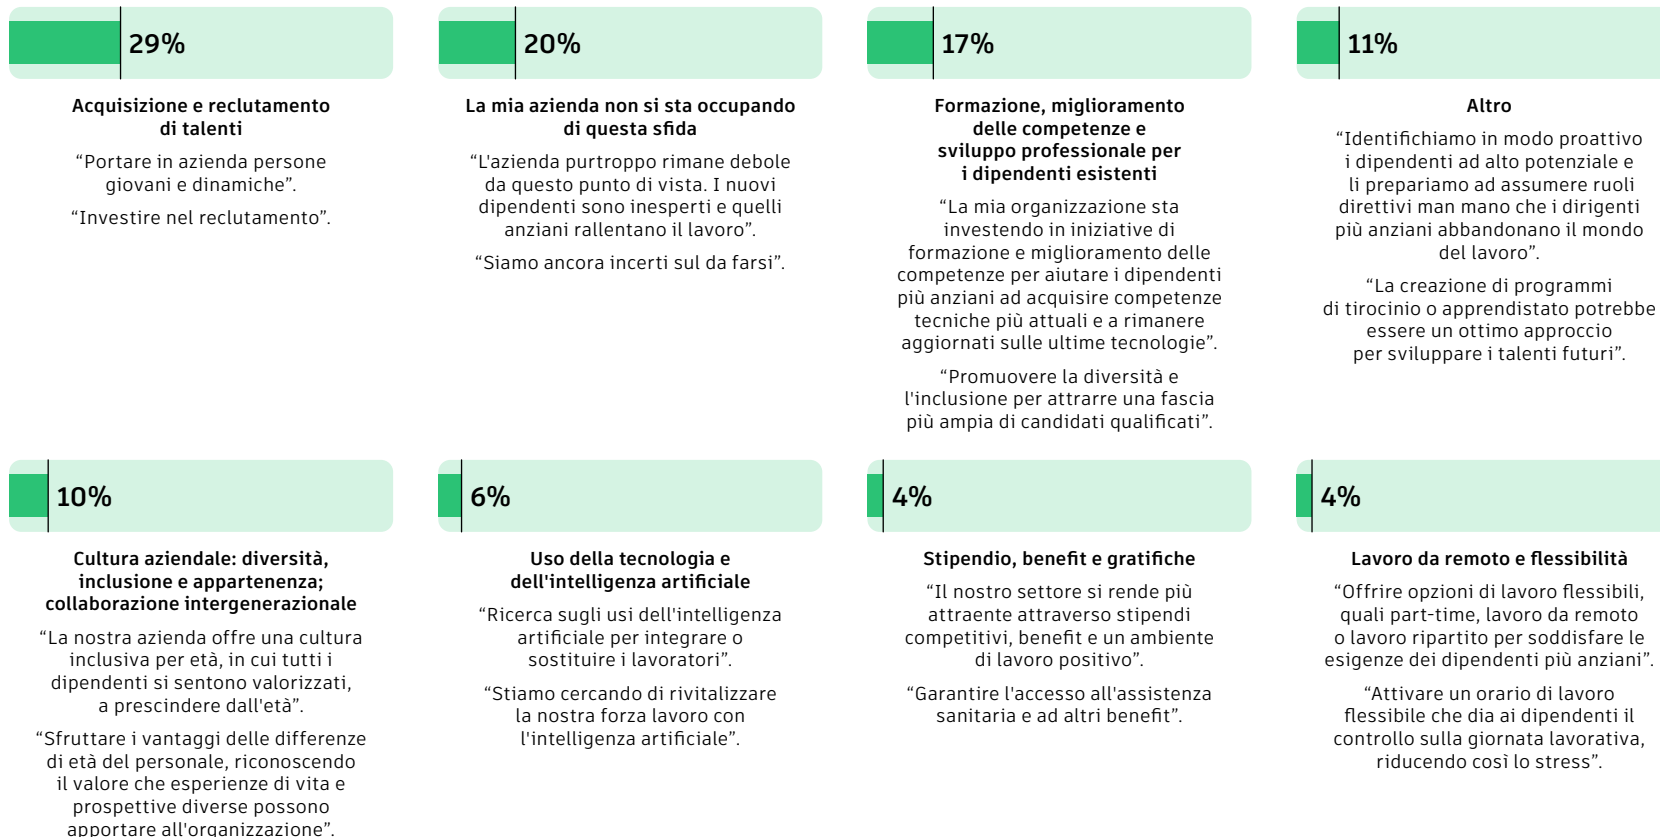 29%
Acquisizione e reclutamento
di talenti
“Portare in azienda persone
giovani e dinamiche”.
“Investire nel reclutamento”.
20%
La mia azienda non si sta occupando
di questa sfida
“L'azienda purtroppo rimane debole
da questo punto di vista. I nuovi
dipendenti sono inesperti e quelli
anziani rallentano il lavoro”.
“Siamo ancora incerti sul da farsi”.
17%
Formazione, miglioramento
delle competenze e
sviluppo professionale per
i dipendenti esistenti
“La mia organizzazione sta
investendo in iniziative di
formazione e miglioramento delle
competenze per aiutare i dipendenti
più anziani ad acquisire competenze
tecniche più attuali e a rimanere
aggiornati sulle ultime tecnologie”.
“Promuovere la diversità e
l'inclusione per attrarre una fascia
più ampia di candidati qualificati”.
11%
Altro
“Identifichiamo in modo proattivo
i dipendenti ad alto potenziale e
li prepariamo ad assumere ruoli
direttivi man mano che i dirigenti
più anziani abbandonano il mondo
del lavoro”.
“La creazione di programmi
di tirocinio o apprendistato potrebbe
essere un ottimo approccio
per sviluppare i talenti futuri”.
10%
Cultura aziendale: diversità,
inclusione e appartenenza;
collaborazione intergenerazionale
“La nostra azienda offre una cultura
inclusiva per età, in cui tutti i
dipendenti si sentono valorizzati,
a prescindere dall'età”.
“Sfruttare i vantaggi delle differenze
di età del personale, riconoscendo
il valore che esperienze di vita e
prospettive diverse possono
apportare all'organizzazione”.
6%
Uso della tecnologia e
dell'intelligenza artificiale
“Ricerca sugli usi dell'intelligenza
artificiale per integrare o
sostituire i lavoratori”.
“Stiamo cercando di rivitalizzare
la nostra forza lavoro con
l'intelligenza artificiale”.
4%
Stipendio, benefit e gratifiche
“Il nostro settore si rende più
attraente attraverso stipendi
competitivi, benefit e un ambiente
di lavoro positivo”.
“Garantire l'accesso all'assistenza
sanitaria e ad altri benefit”.
4%
Lavoro da remoto e flessibilità
“Offrire opzioni di lavoro flessibili,
quali part-time, lavoro da remoto
o lavoro ripartito per soddisfare le
esigenze dei dipendenti più anziani”.
“Attivare un orario di lavoro
flessibile che dia ai dipendenti il
controllo sulla giornata lavorativa,
riducendo così lo stress”.